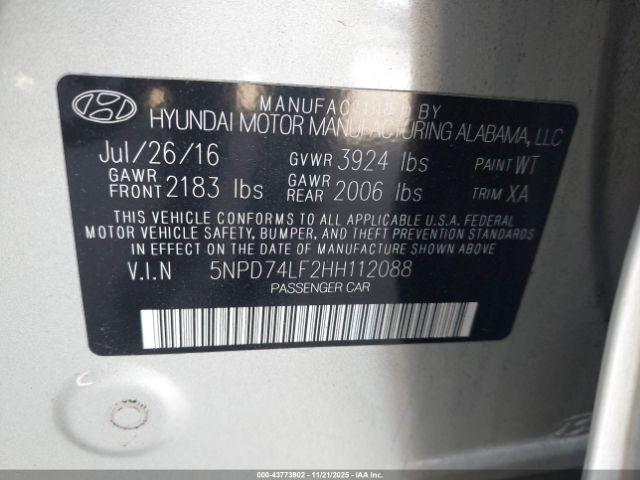 MANUFACTURED BY
HYUNDAI MOTOR MANUFACTURING ALABAMA, LLC
Jul/26/16 GVWR 3924 lbs PAINT WT
GAWR FRONT 2183 lbs GAWR REAR 2006 lbs TRIM XA
THIS VEHICLE CONFORMS TO ALL APPLICABLE U.S.A. FEDERAL
MOTOR VEHICLE SAFETY, BUMPER, AND THEFT PREVENTION STANDARDS
IN EFFECT ON THE DATE OF MANUFACTURE SHOWN ABOVE.
V.I.N 5NPD74LF2HH112088
PASSENGER CAR
000-43773902 - 11/21/2025 - IAAI.COM